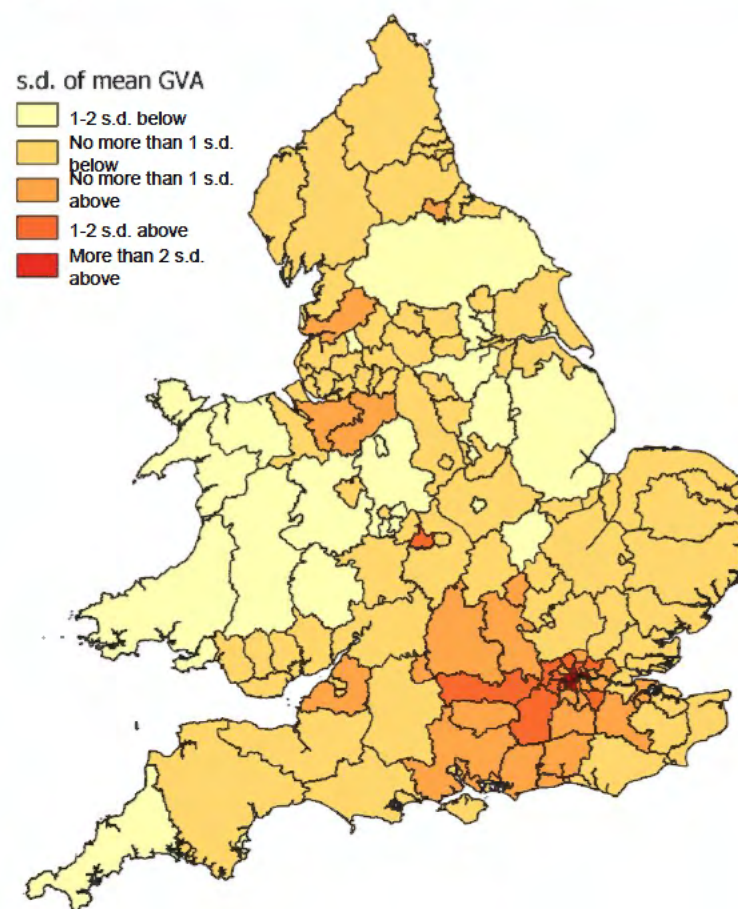 s.d. of mean GVA
1-2 s.d. below
No more than 1 s.d.
below
No more than 1 s.d.
above
1-2 s.d. above
More than 2 s.d.
above